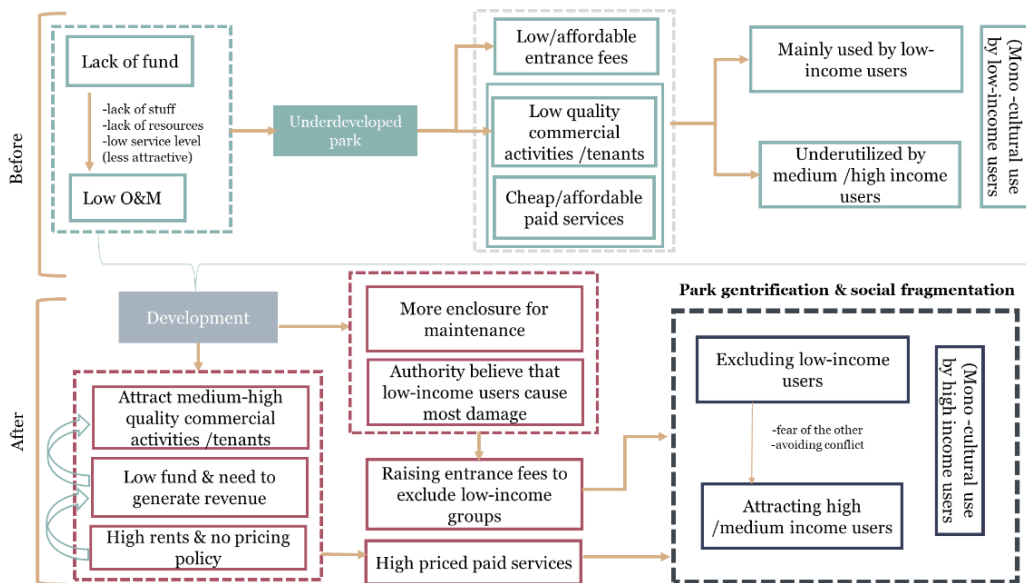 Before
Lack of fund
-lack of stuff
-lack of resources
-low service level
(less attractive)
Low O&M
Underdeveloped
park
Low/affordable
entrance fees
Low quality
commercial
activities /tenants
Cheap/affordable
paid services
Mainly used by low-
income users
Underutilized by
medium /high income
users
(Mono -cultural use
by low-income users
After
Development
Attract medium-high
quality commercial
activities /tenants
Low fund & need to
generate revenue
High rents & no pricing
policy
More enclosure for
maintenance
Authority believe that
low-income users cause
most damage
Raising entrance fees to
exclude low-income
groups
High priced paid services
Park gentrification & social fragmentation
Excluding low-income
users
-fear of the other
-avoiding conflict
Attracting high
/medium income users
(Mono -cultural use
by high income users